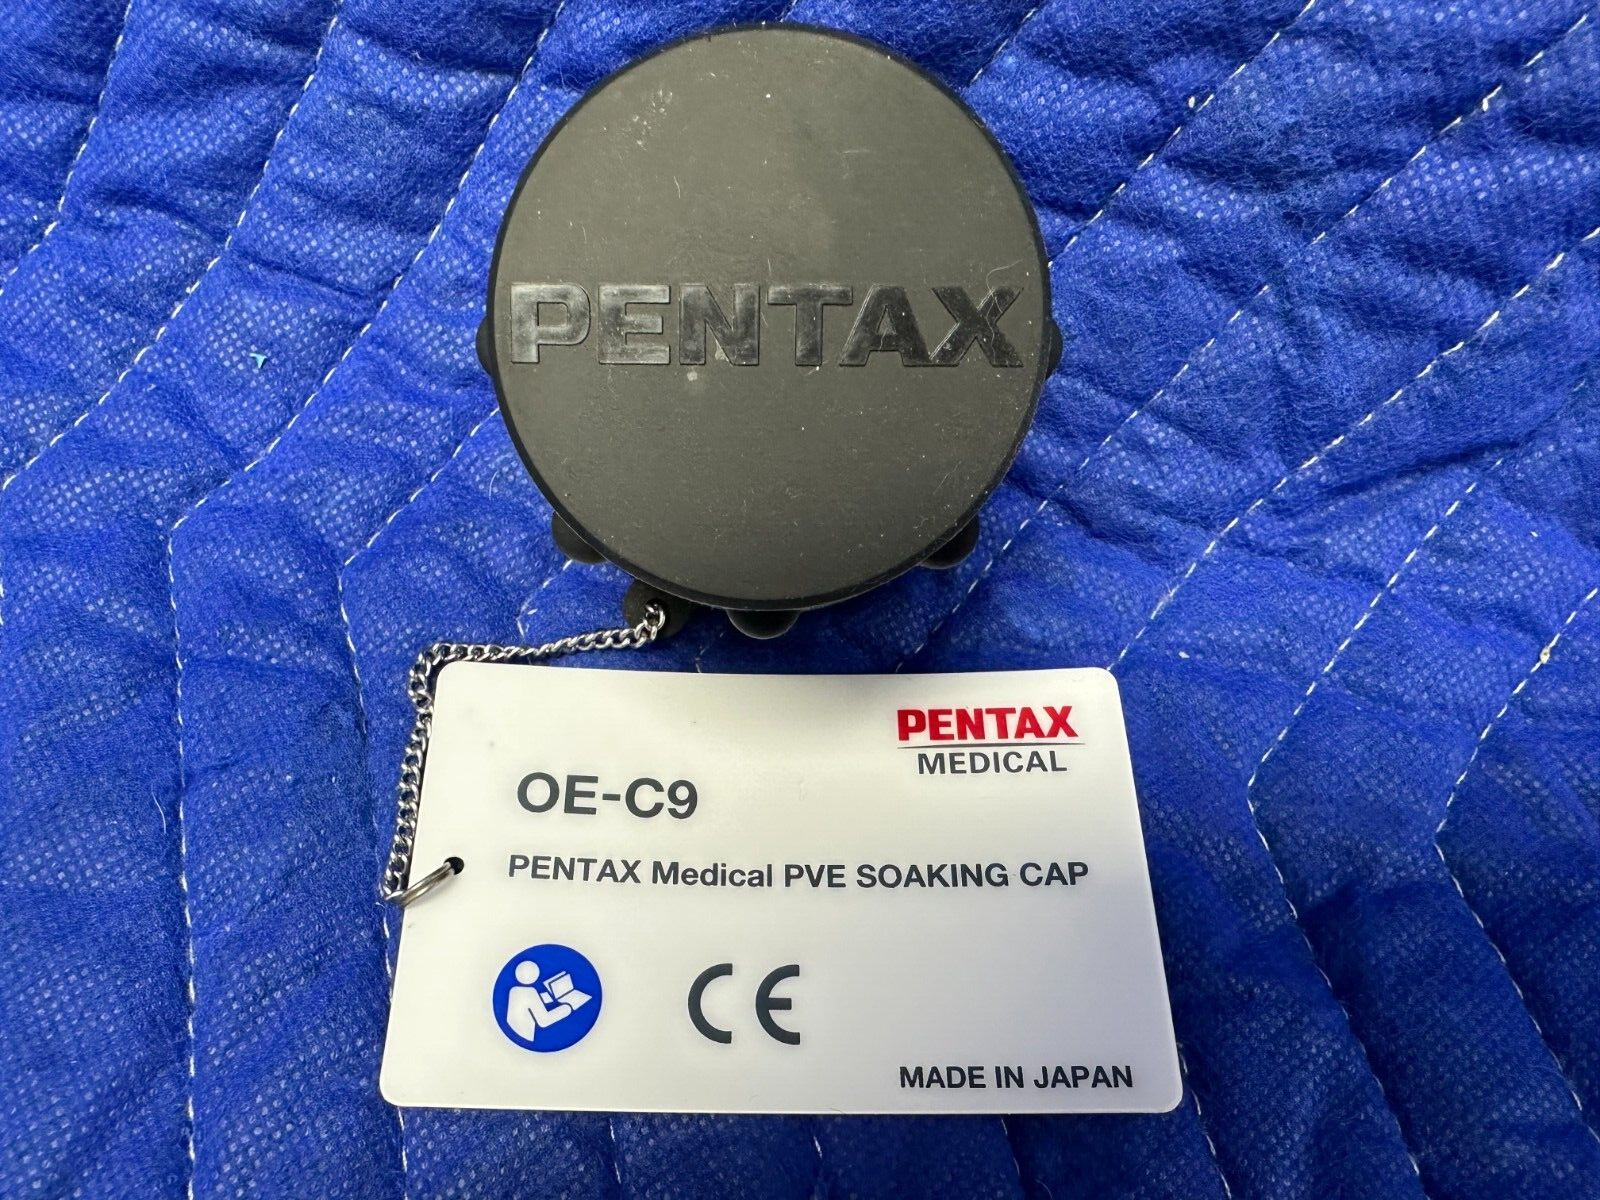 PENTAX
PENTAX
MEDICAL
OE-C9
PENTAX Medical PVE SOAKING CAP
CE
MADE IN JAPAN